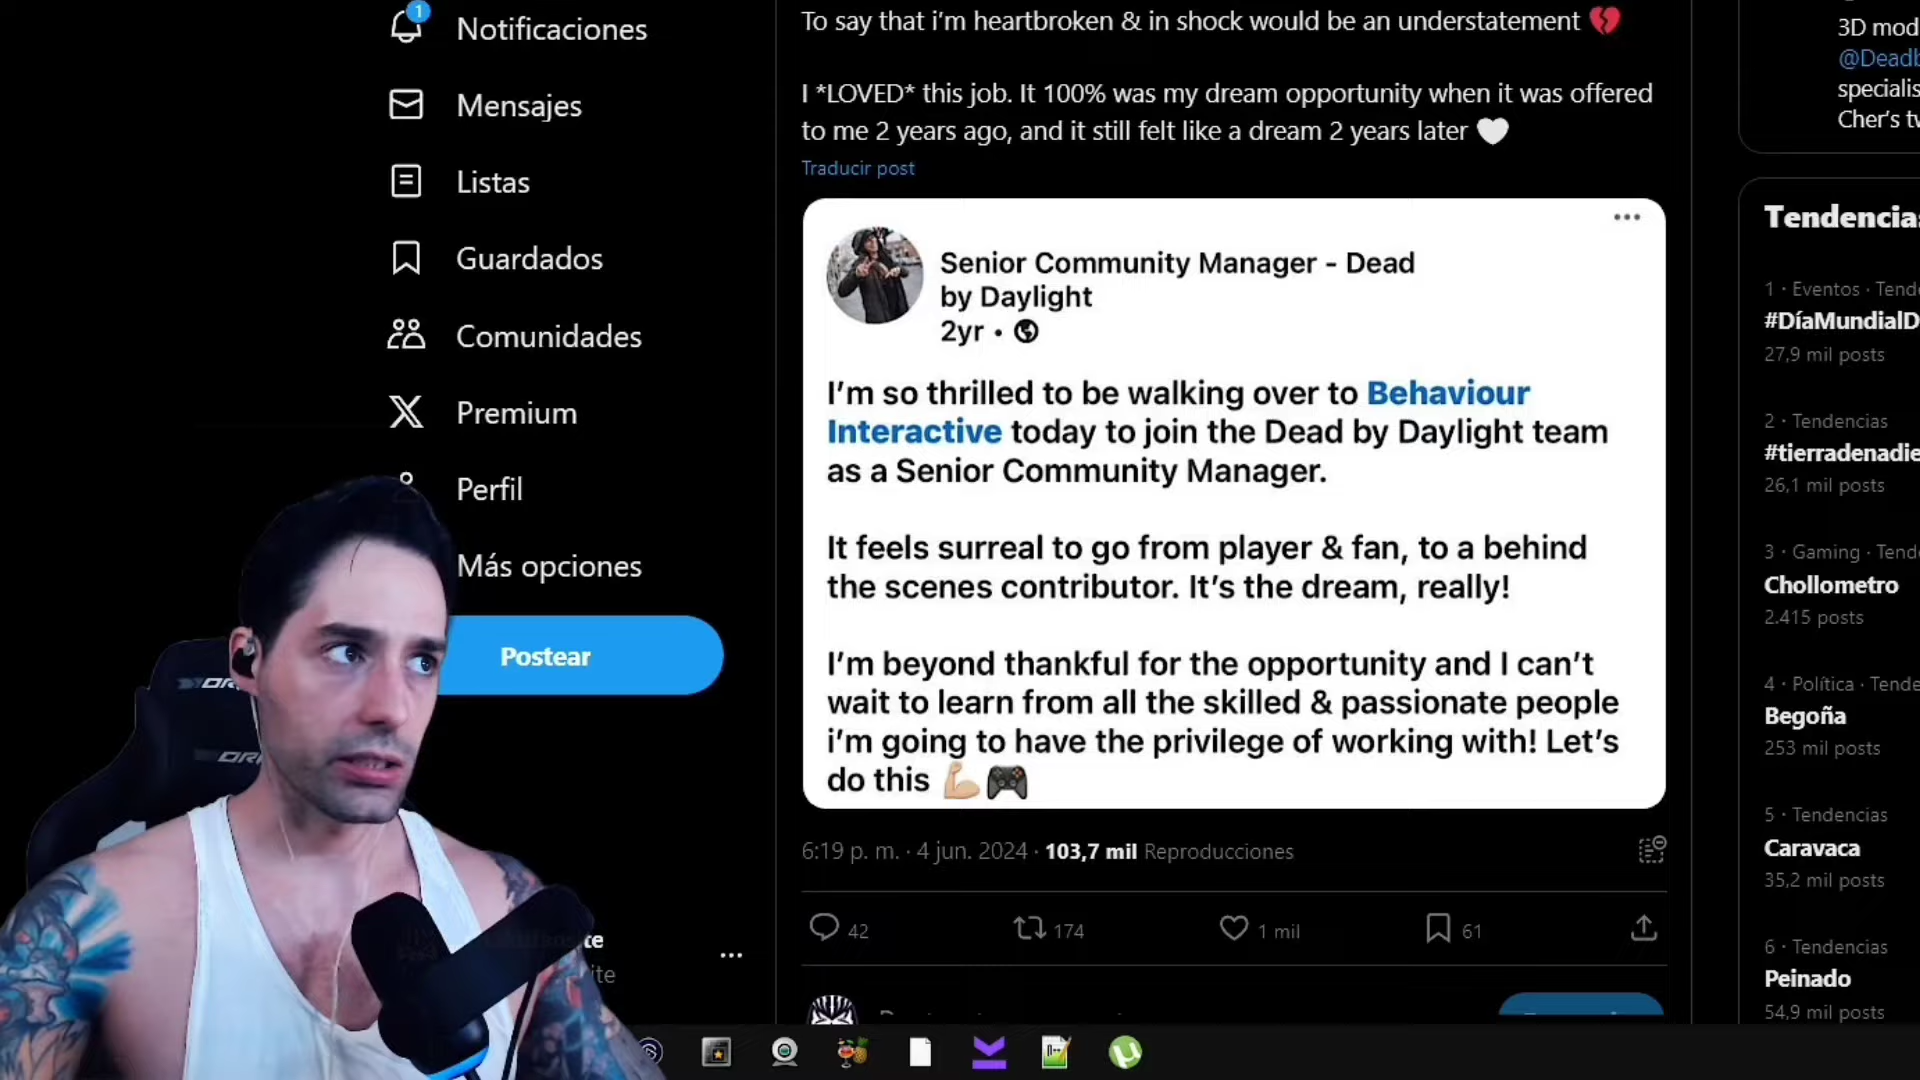 1
Notificaciones
Mensajes
Listas
Guardados
Comunidades
Premium
Perfil
Más opciones
Postear
To say that i'm heartbroken & in shock would be an understatement 💔
I *LOVED* this job. It 100% was my dream opportunity when it was offered
to me 2 years ago, and it still felt like a dream 2 years later 🤍
Traducir post
Senior Community Manager - Dead
by Daylight
2yr •
I'm so thrilled to be walking over to Behaviour
Interactive today to join the Dead by Daylight team
as a Senior Community Manager.
It feels surreal to go from player & fan, to a behind
the scenes contributor. It's the dream, really!
I'm beyond thankful for the opportunity and I can't
wait to learn from all the skilled & passionate people
i'm going to have the privilege of working with! Let's
do this 💪🏼🎮
6:19 p. m. · 4 jun. 2024 · 103,7 mil Reproducciones
42
174
1 mil
61
3D mod
@Deadb
specialis
Cher's tw
Tendencias
1 · Eventos · Tende
#DíaMundialD
27,9 mil posts
2 · Tendencias
#tierradenadie
26,1 mil posts
3 · Gaming · Tend
Chollometro
2.415 posts
4 · Política · Tende
Begoña
253 mil posts
5 · Tendencias
Caravaca
35,2 mil posts
6 · Tendencias
Peinado
54,9 mil posts